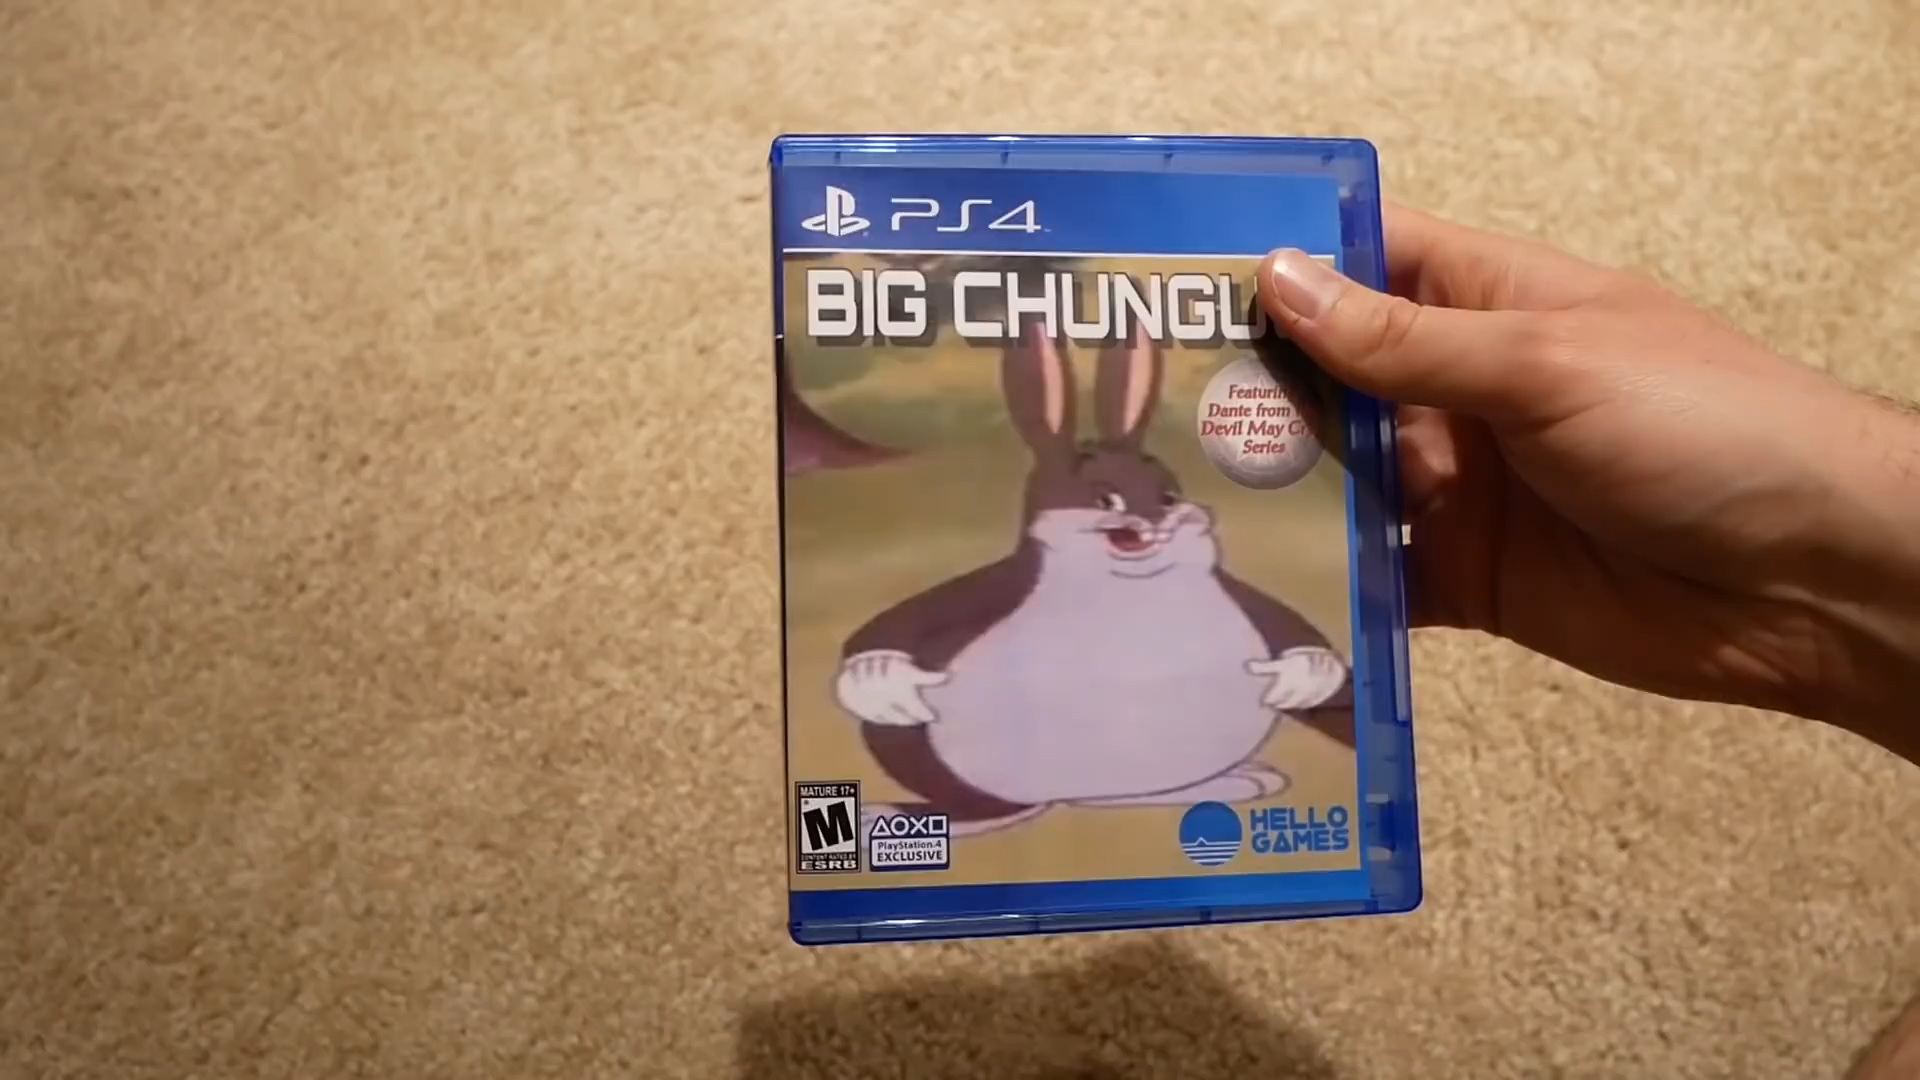 PS4
BIG CHUNGU
Featurin
Dante from
Devil May Cr
Series
MATURE 17+
M
CONTENT RATED BY
ESRB
PlayStation.4
EXCLUSIVE
HELLO
GAMES